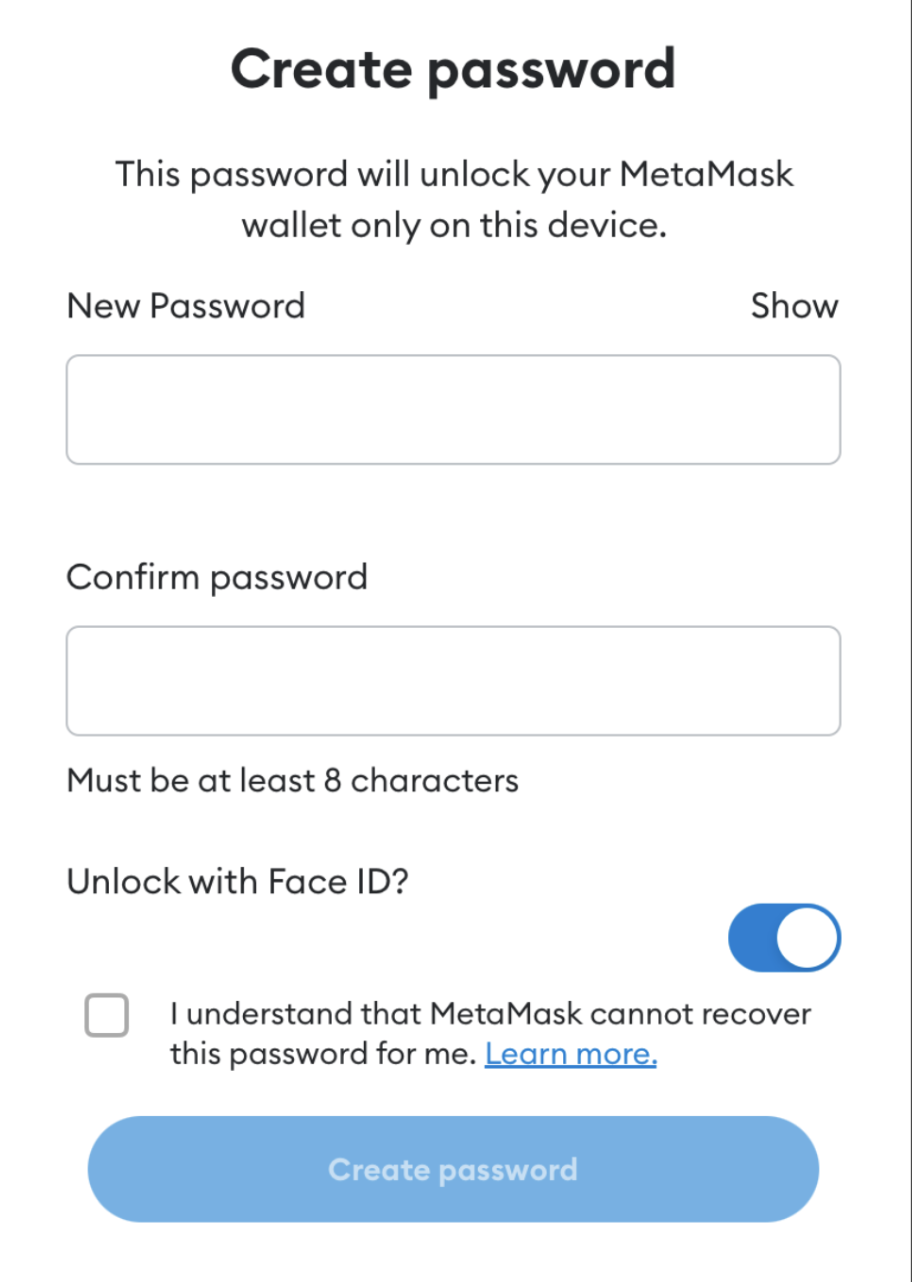 Create password
This password will unlock your MetaMask
wallet only on this device.
New Password Show
Confirm password
Must be at least 8 characters
Unlock with Face ID?
I understand that MetaMask cannot recover
this password for me. Learn more.
Create password